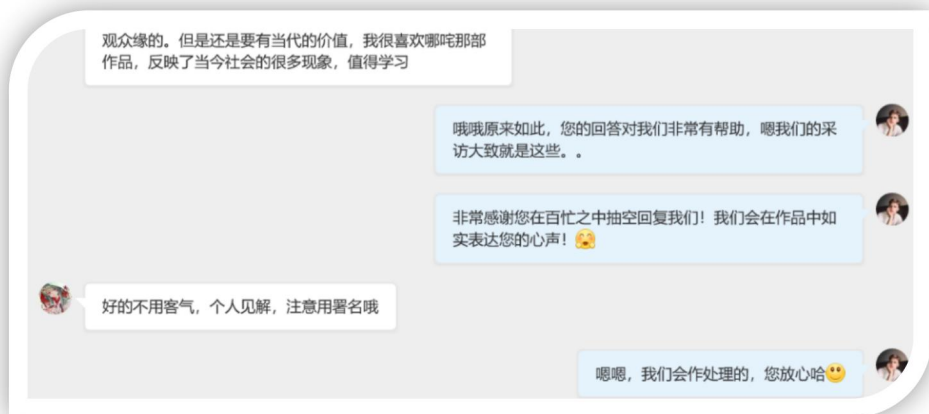 观众缘的。但是还是要有当代的价值，我很喜欢哪吒那部
作品，反映了当今社会的很多现象，值得学习
哦哦原来如此，您的回答对我们非常有帮助，嗯我们的采
访大致就是这些。。
非常感谢您在百忙之中抽空回复我们！我们会在作品中如
实表达您的心声！
好的不用客气，个人见解，注意用署名哦
嗯嗯，我们会作处理的，您放心哈